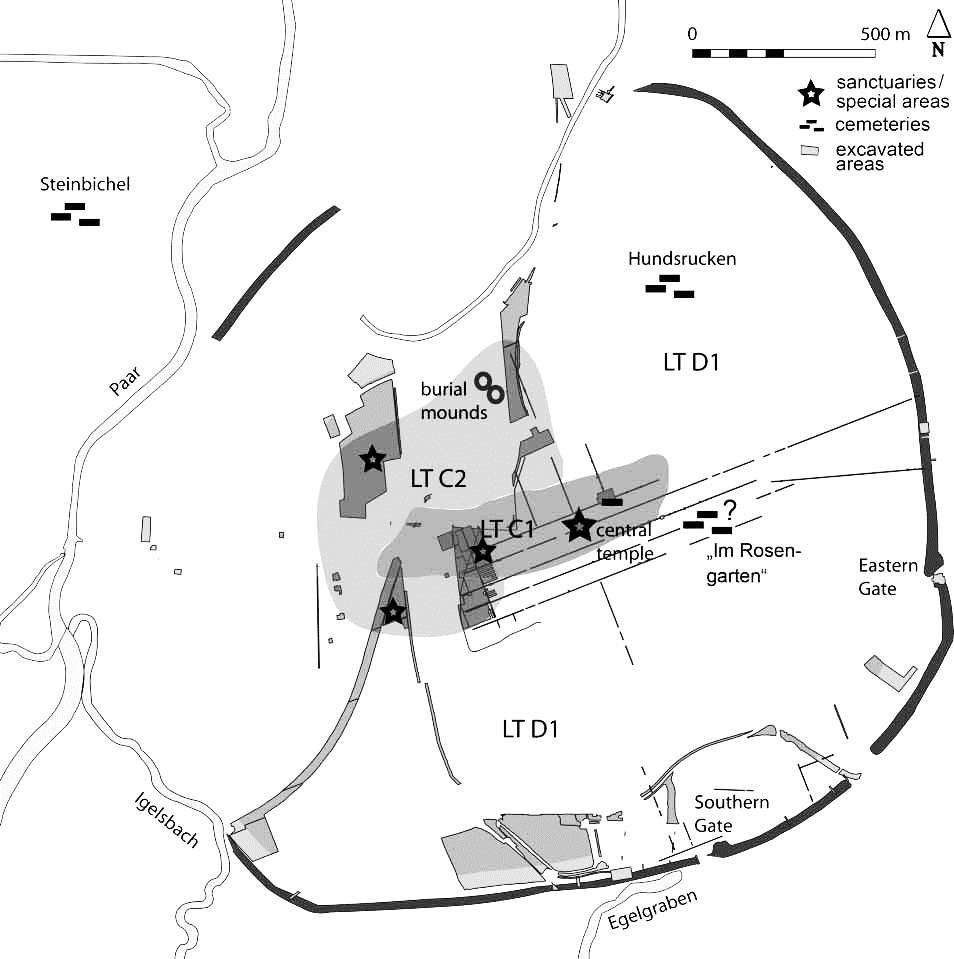 0 500 m
N
sanctuaries/
special areas
cemeteries
excavated
areas
Steinbichel
Hundsrucken
LT D1
Paar
burial
mounds
LT C2
LT C1
central
temple
?
„Im Rosen-
garten“
Eastern
Gate
LT D1
Igelsbach
Southern
Gate
Egelgraben